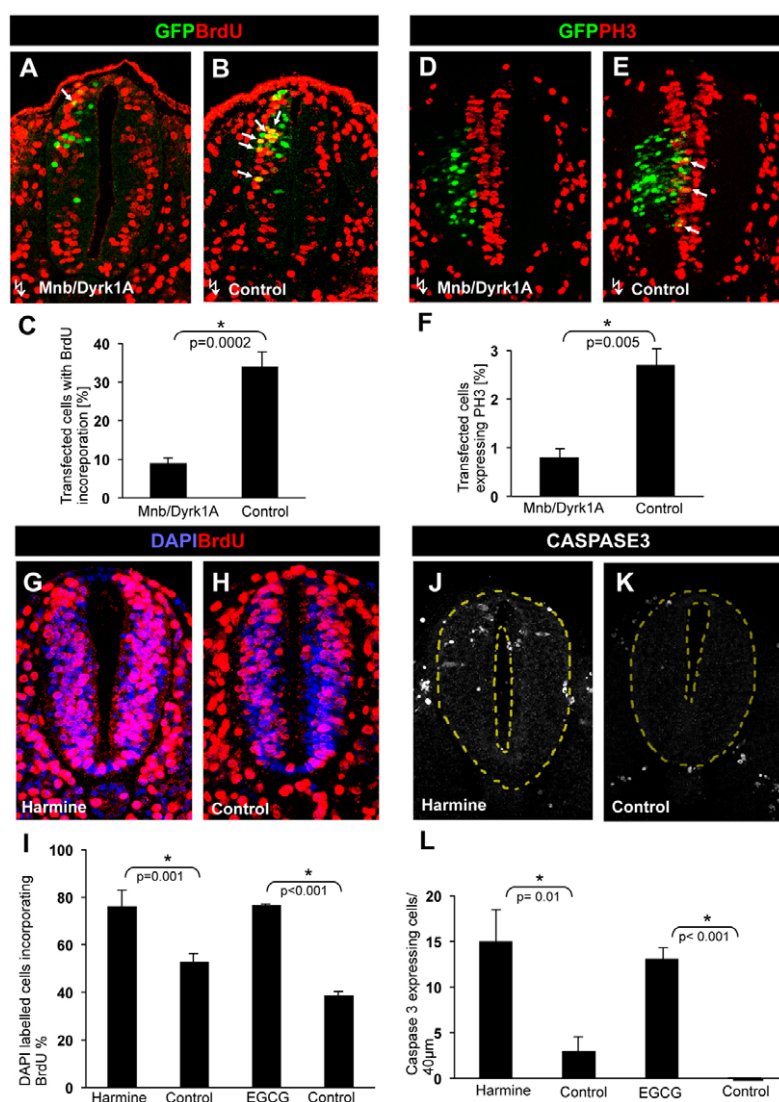 GFPBrdU
GFPPH3
A
B
D
E
Mnb/Dyrk1A
Control
Mnb/Dyrk1A
Control
C
*
p=0.0002
40
30
20
10
0
Transfected cells with BrdU
incoreporation [%]
Mnb/Dyrk1A
Control
F
*
p=0.005
3
2
1
0
Transfected cells
expressing PH3 [%]
Mnb/Dyrk1A
Control
DAPIBrdU
CASPASE3
G
H
J
K
Harmine
Control
Harmine
Control
I
100
80
60
40
20
0
*
p=0.001
*
p<0.001
DAPI labelled cells incorporating
BrdU %
Harmine
Control
EGCG
Control
L
20
15
10
5
0
*
p= 0.01
*
p< 0.001
Caspase 3 expressing cells/
40µm
Harmine
Control
EGCG
Control